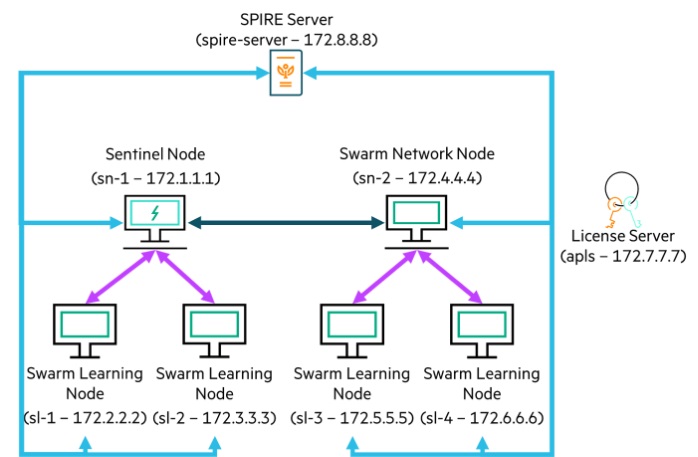 SPIRE Server
(spire-server – 172.8.8.8)
Sentinel Node
(sn-1 – 172.1.1.1)
Swarm Network Node
(sn-2 – 172.4.4.4)
License Server
(apls – 172.7.7.7)
Swarm Learning
Node
(sl-1 – 172.2.2.2)
Swarm Learning
Node
(sl-2 – 172.3.3.3)
Swarm Learning
Node
(sl-3 – 172.5.5.5)
Swarm Learning
Node
(sl-4 – 172.6.6.6)